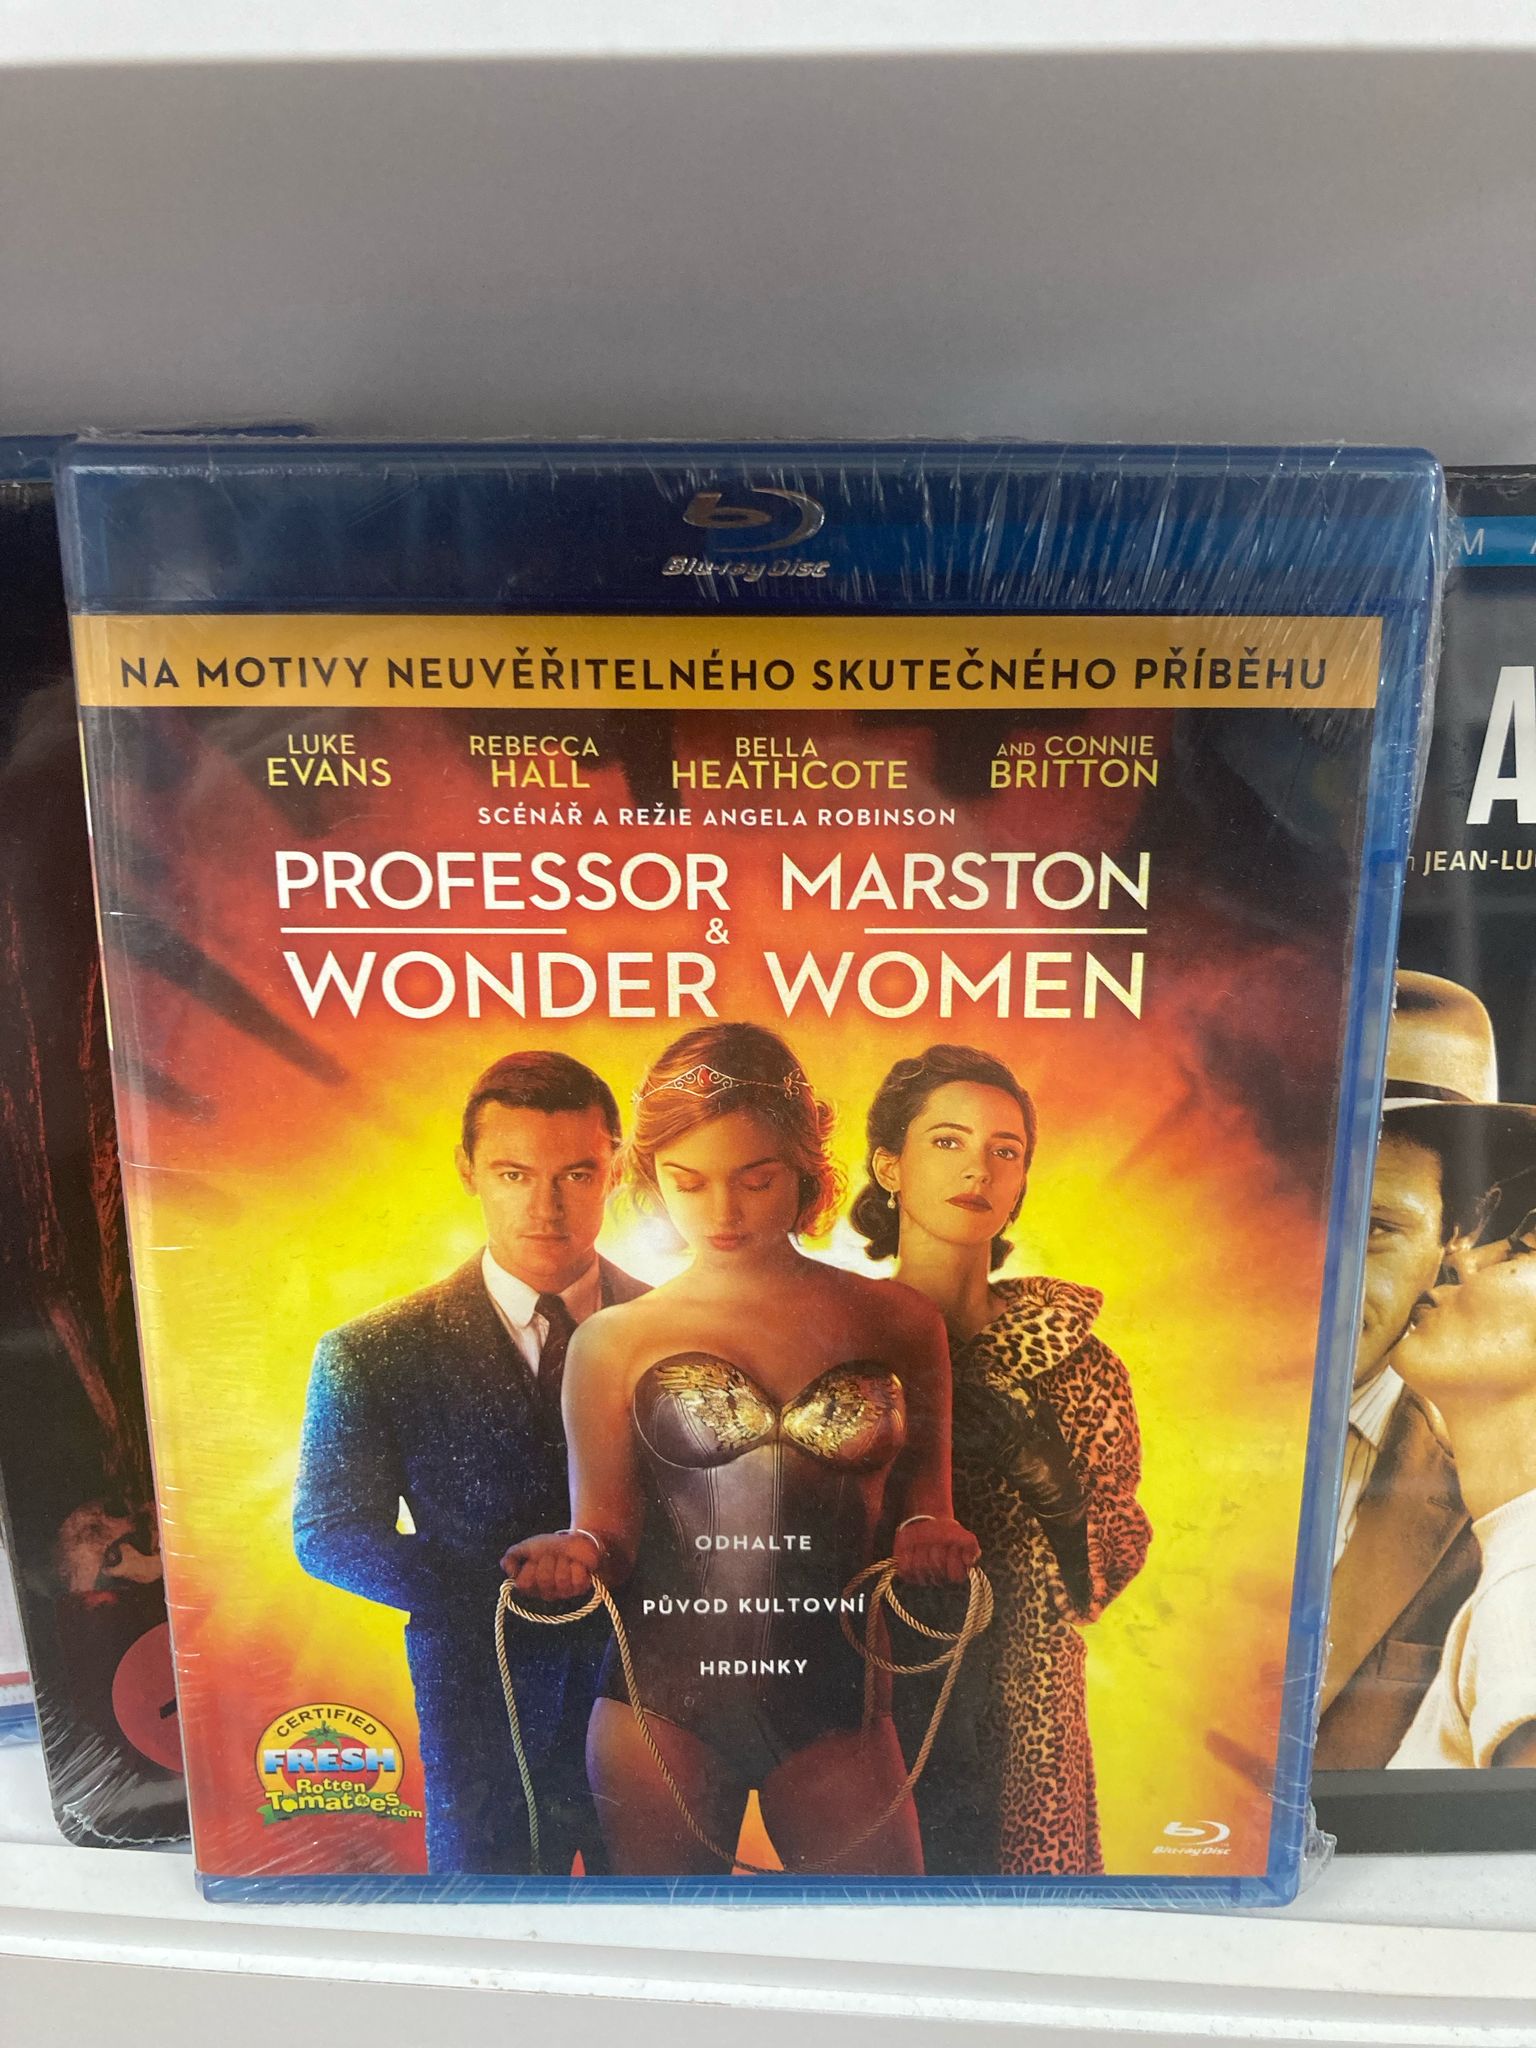 Blu-ray Disc
NA MOTIVY NEUVĚŘITELNÉHO SKUTEČNÉHO PŘÍBĚHU
LUKE EVANS
REBECCA HALL
BELLA HEATHCOTE
AND CONNIE BRITTON
SCÉNÁŘ A REŽIE ANGELA ROBINSON
PROFESSOR MARSTON
&
WONDER WOMEN
ODHALTE
PŮVOD KULTOVNÍ
HRDINKY
CERTIFIED
FRESH
Rotten
Tomatoes
.com
Blu-ray Disc
M
A
JEAN-LU